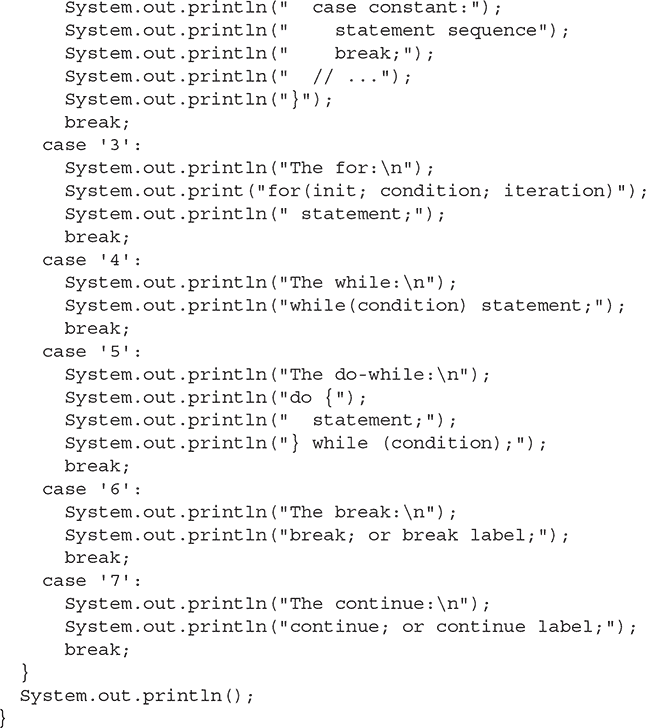 System.out.println("  case constant:");
      System.out.println("    statement sequence");
      System.out.println("    break;");
      System.out.println("  // ...");
      System.out.println("}");
      break;
    case '3':
      System.out.println("The for:\n");
      System.out.print("for(init; condition; iteration)");
      System.out.println(" statement;");
      break;
    case '4':
      System.out.println("The while:\n");
      System.out.println("while(condition) statement;");
      break;
    case '5':
      System.out.println("The do-while:\n");
      System.out.println("do {");
      System.out.println("  statement;");
      System.out.println("} while (condition);");
      break;
    case '6':
      System.out.println("The break:\n");
      System.out.println("break; or break label;");
      break;
    case '7':
      System.out.println("The continue:\n");
      System.out.println("continue; or continue label;");
      break;
  }
  System.out.println();
}